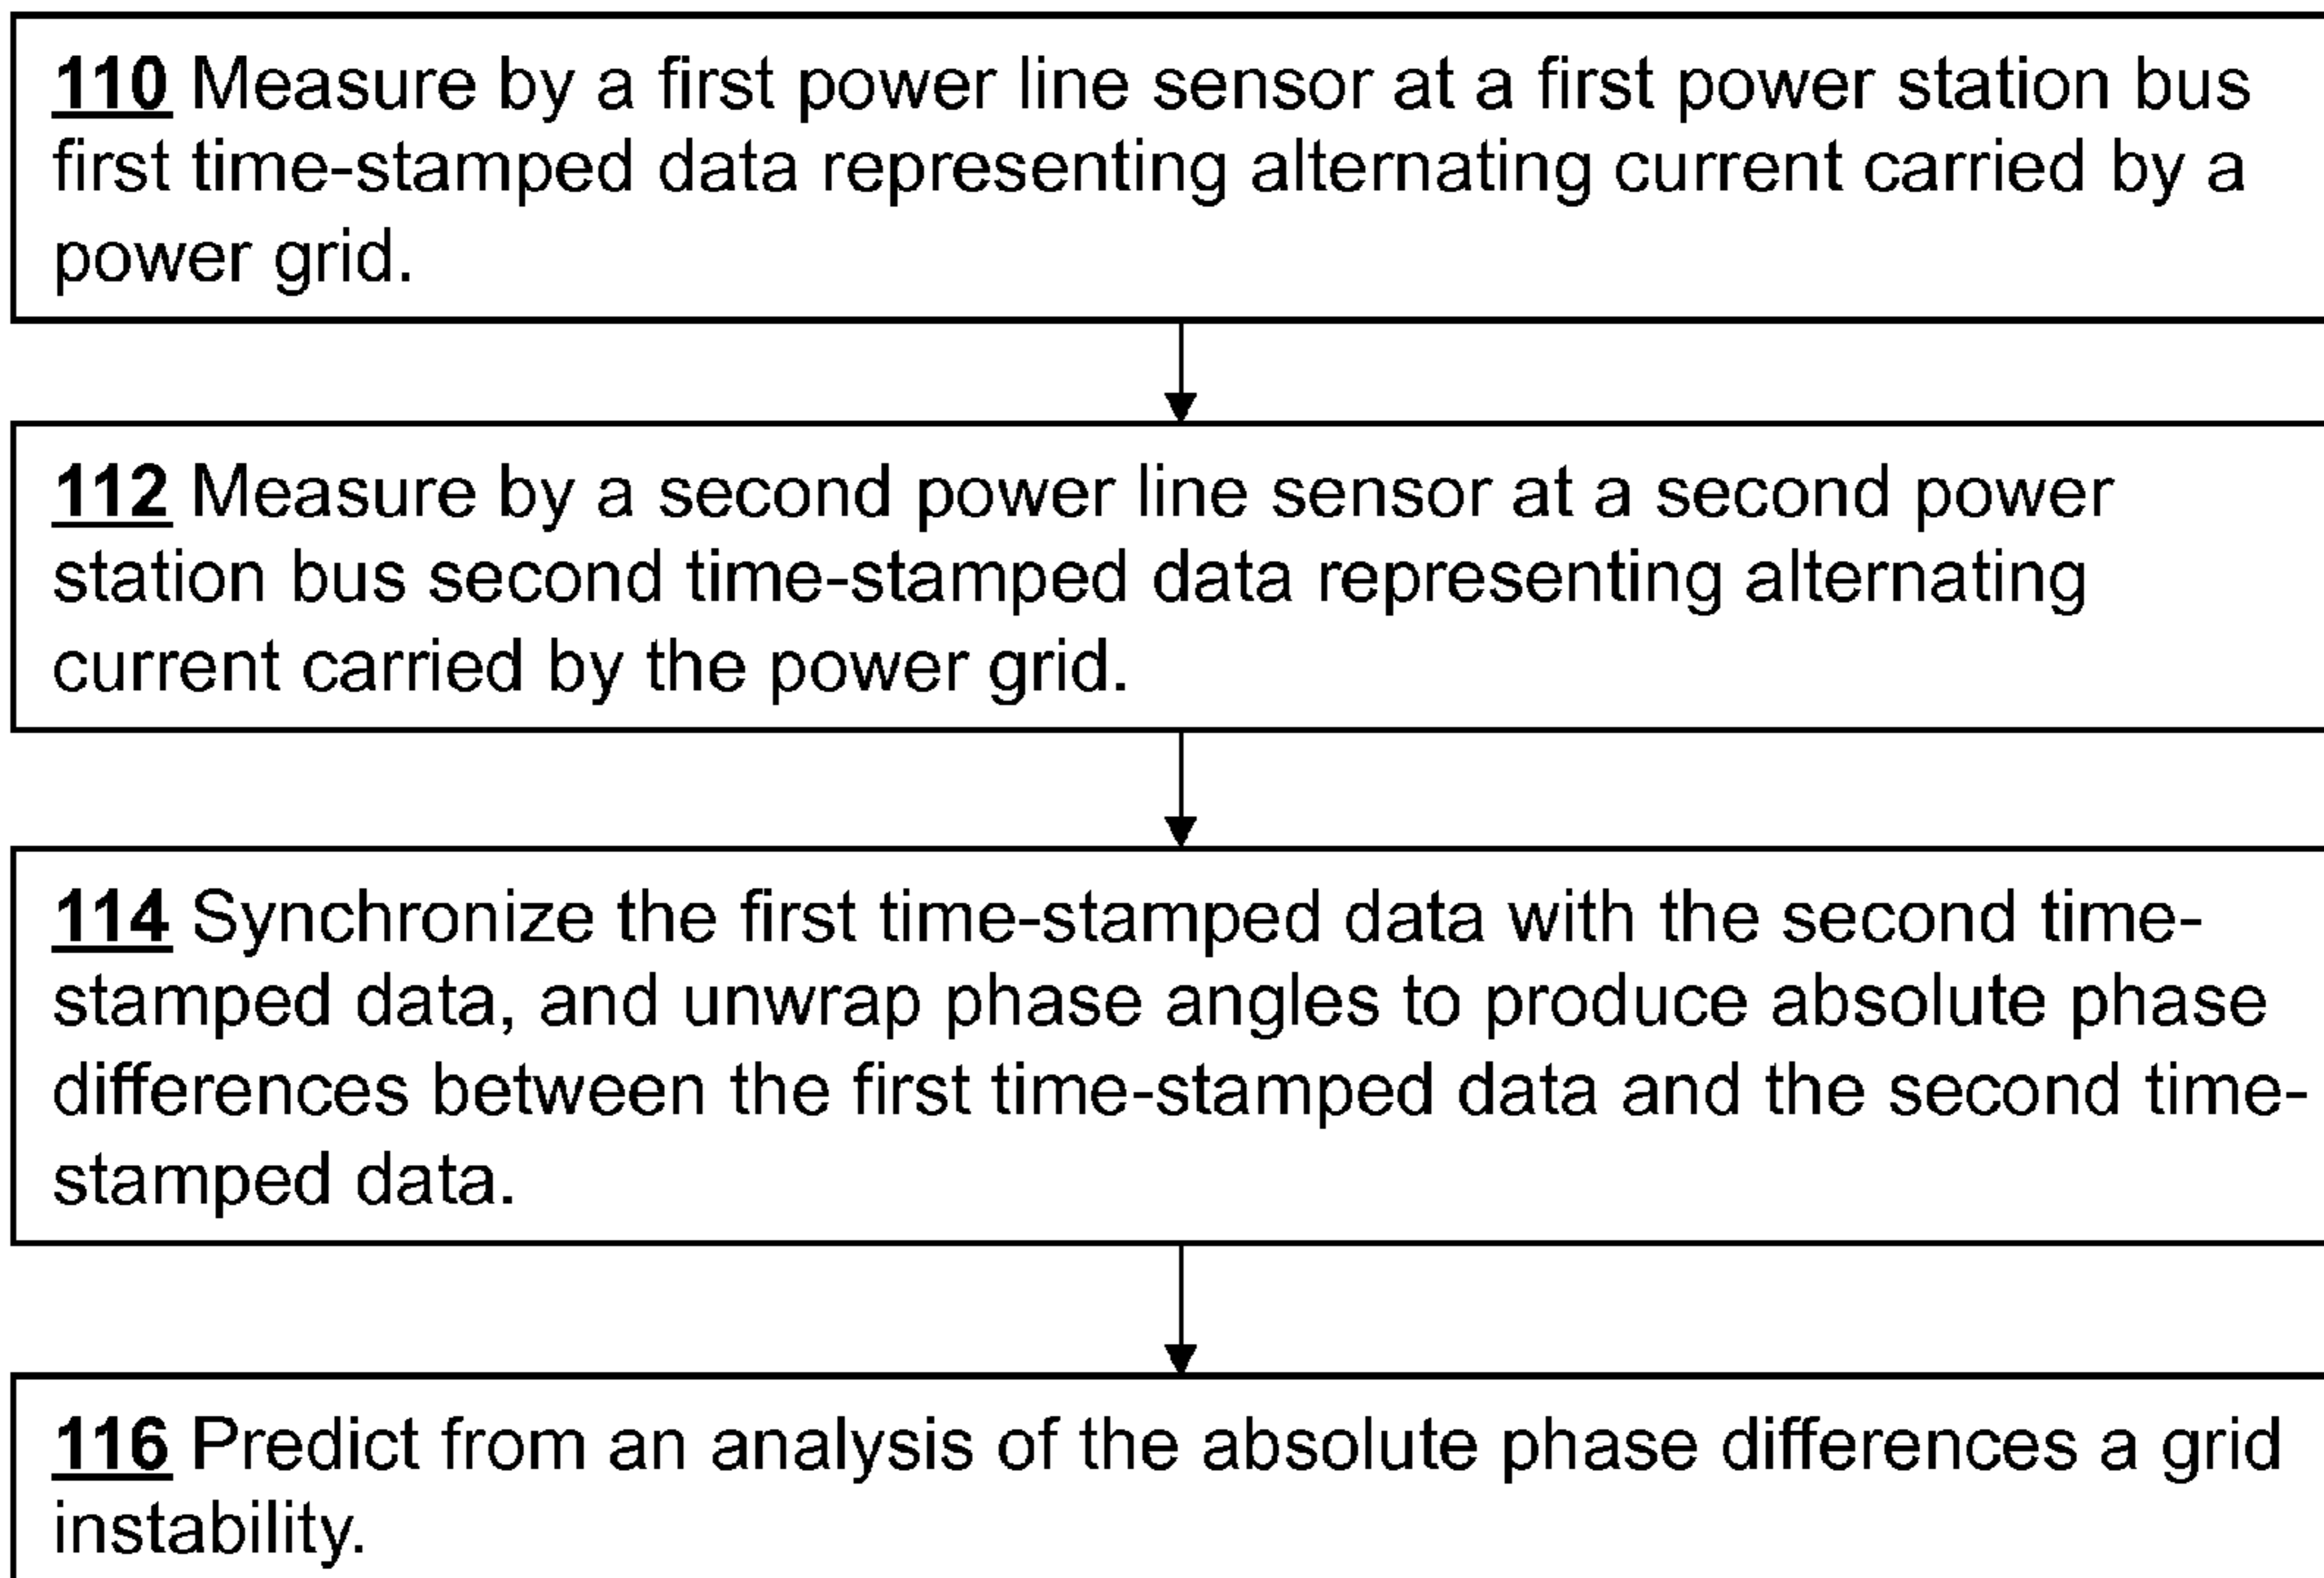 110 Measure by a first power line sensor at a first power station bus
first time-stamped data representing alternating current carried by a
power grid.
112 Measure by a second power line sensor at a second power
station bus second time-stamped data representing alternating
current carried by the power grid.
114 Synchronize the first time-stamped data with the second time-
stamped data, and unwrap phase angles to produce absolute phase
differences between the first time-stamped data and the second time-
stamped data.
116 Predict from an analysis of the absolute phase differences a grid
instability.